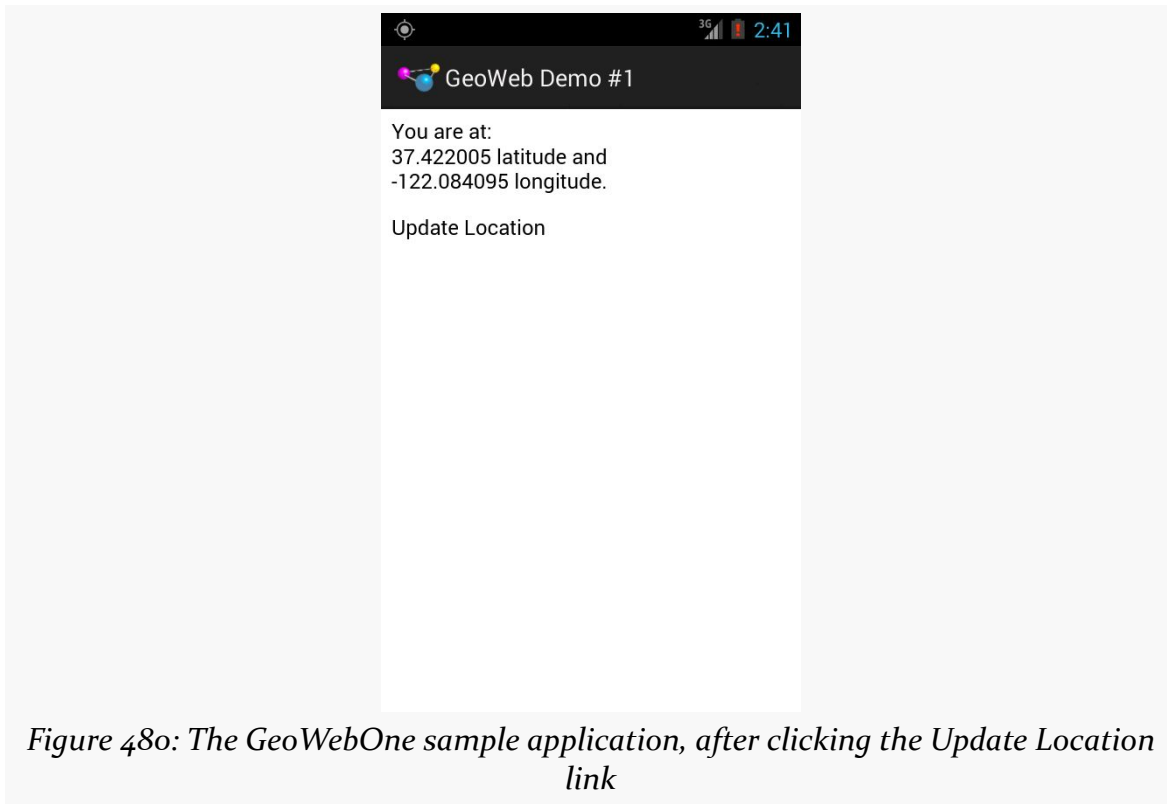 3G 2:41
GeoWeb Demo #1
You are at:
37.422005 latitude and
-122.084095 longitude.
Update Location
Figure 480: The GeoWebOne sample application, after clicking the Update Location
link